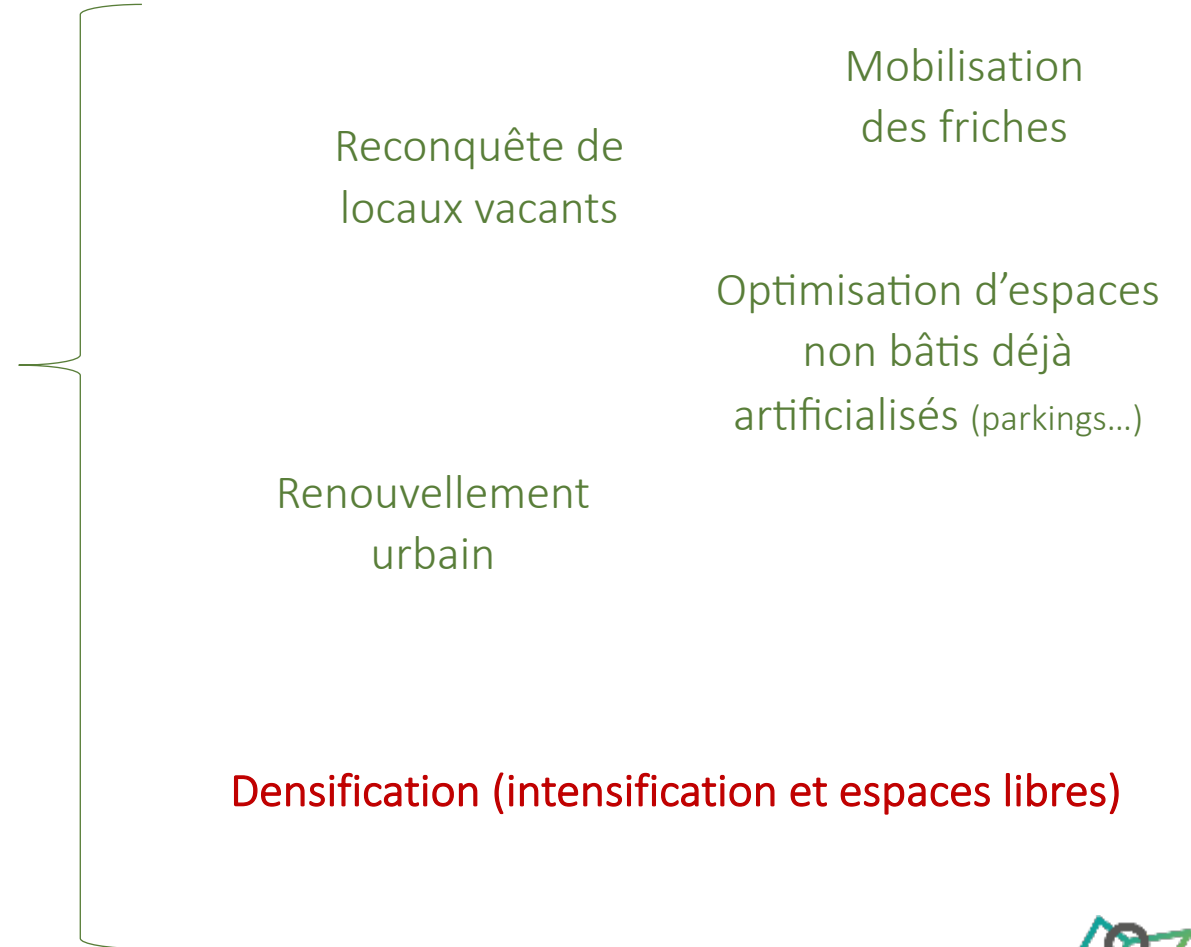 Mobilisation
des friches
Reconquête de
locaux vacants
Optimisation d’espaces
non bâtis déjà
artificialisés (parkings…)
Renouvellement
urbain
Densification (intensification et espaces libres)